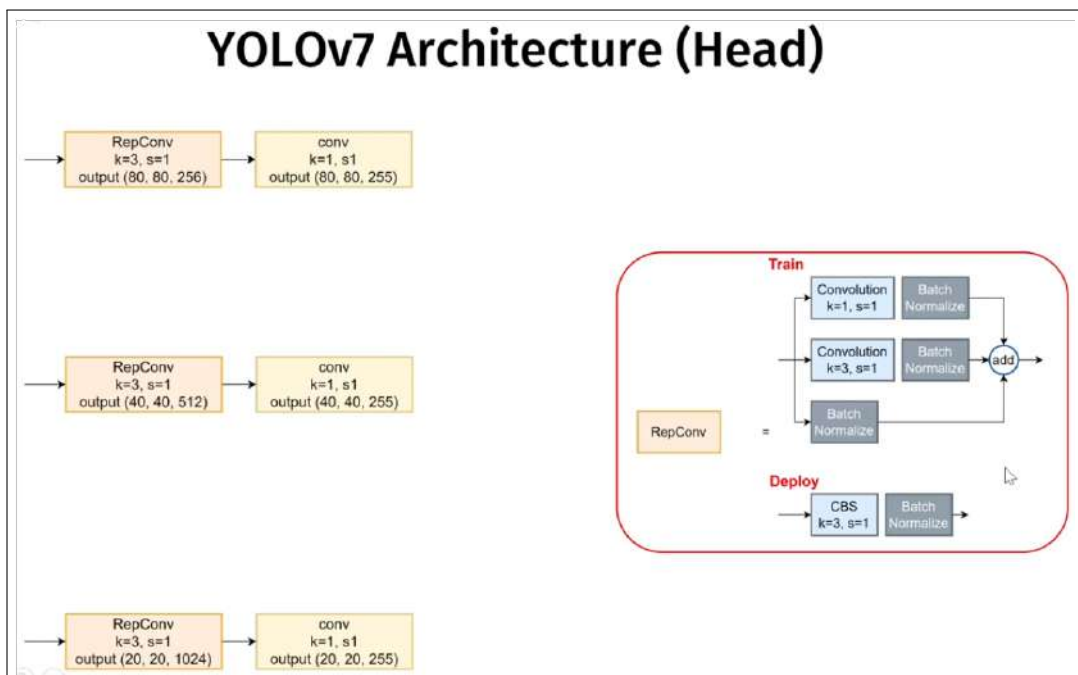 YOLOv7 Architecture (Head)
RepConv
k=3, s=1
output (80, 80, 256)
conv
k=1, s1
output (80, 80, 255)
RepConv
k=3, s=1
output (40, 40, 512)
conv
k=1, s1
output (40, 40, 255)
RepConv
k=3, s=1
output (20, 20, 1024)
conv
k=1, s1
output (20, 20, 255)
Train
Convolution
k=1, s=1
Batch
Normalize
Convolution
k=3, s=1
Batch
Normalize
add
Batch
Normalize
RepConv
=
Deploy
CBS
k=3, s=1
Batch
Normalize